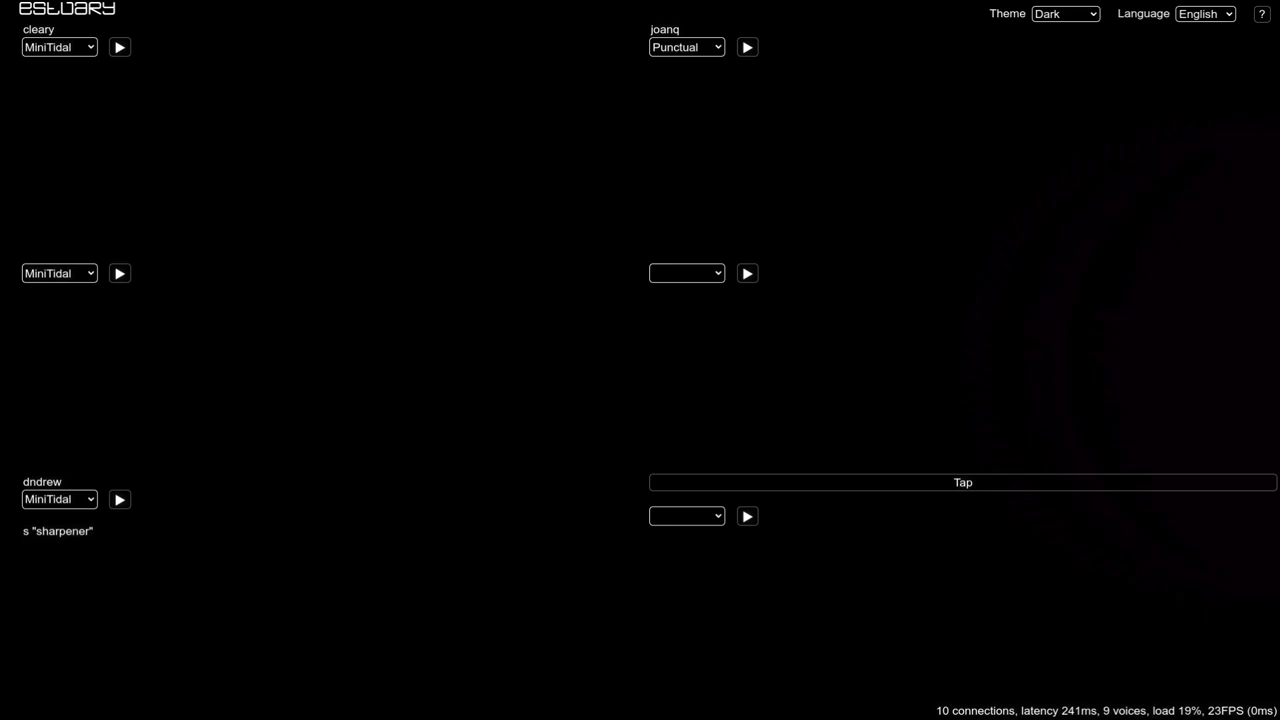 estuary
Theme Dark Language English ?
cleary
MiniTidal
joanq
Punctual
MiniTidal
dndrew
MiniTidal
s "sharpener"
Tap
10 connections, latency 241ms, 9 voices, load 19%, 23FPS (0ms)